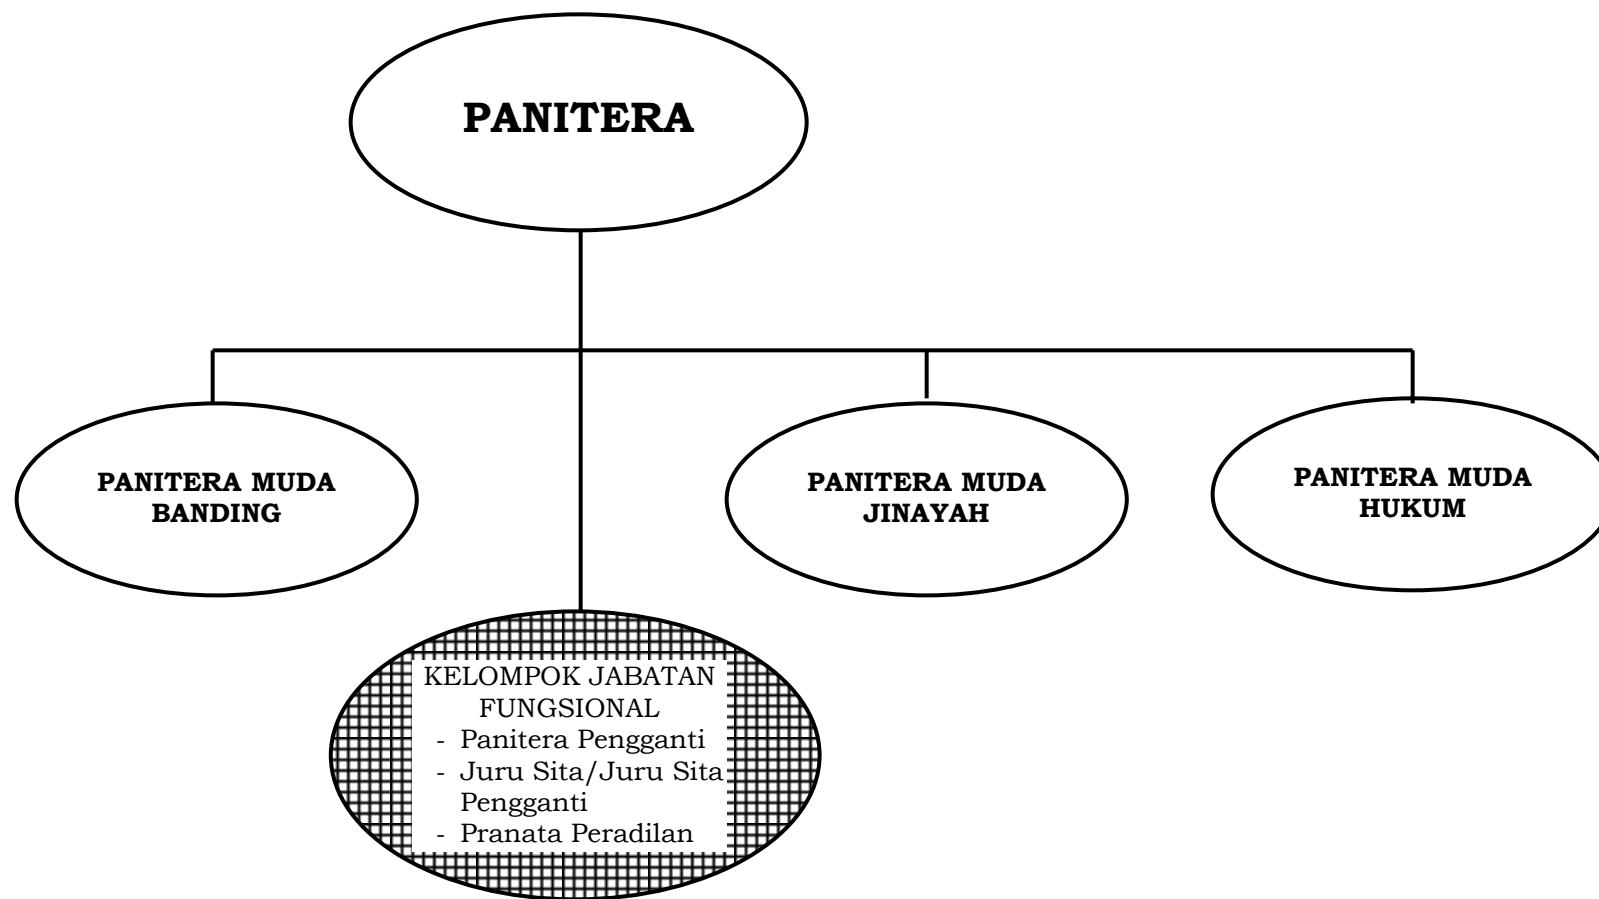 PANITERA
PANITERA MUDA
BANDING
PANITERA MUDA
JINAYAH
PANITERA MUDA
HUKUM
KELOMPOK JABATAN
FUNGSIONAL
- Panitera Pengganti
- Juru Sita/Juru Sita
Pengganti
- Pranata Peradilan